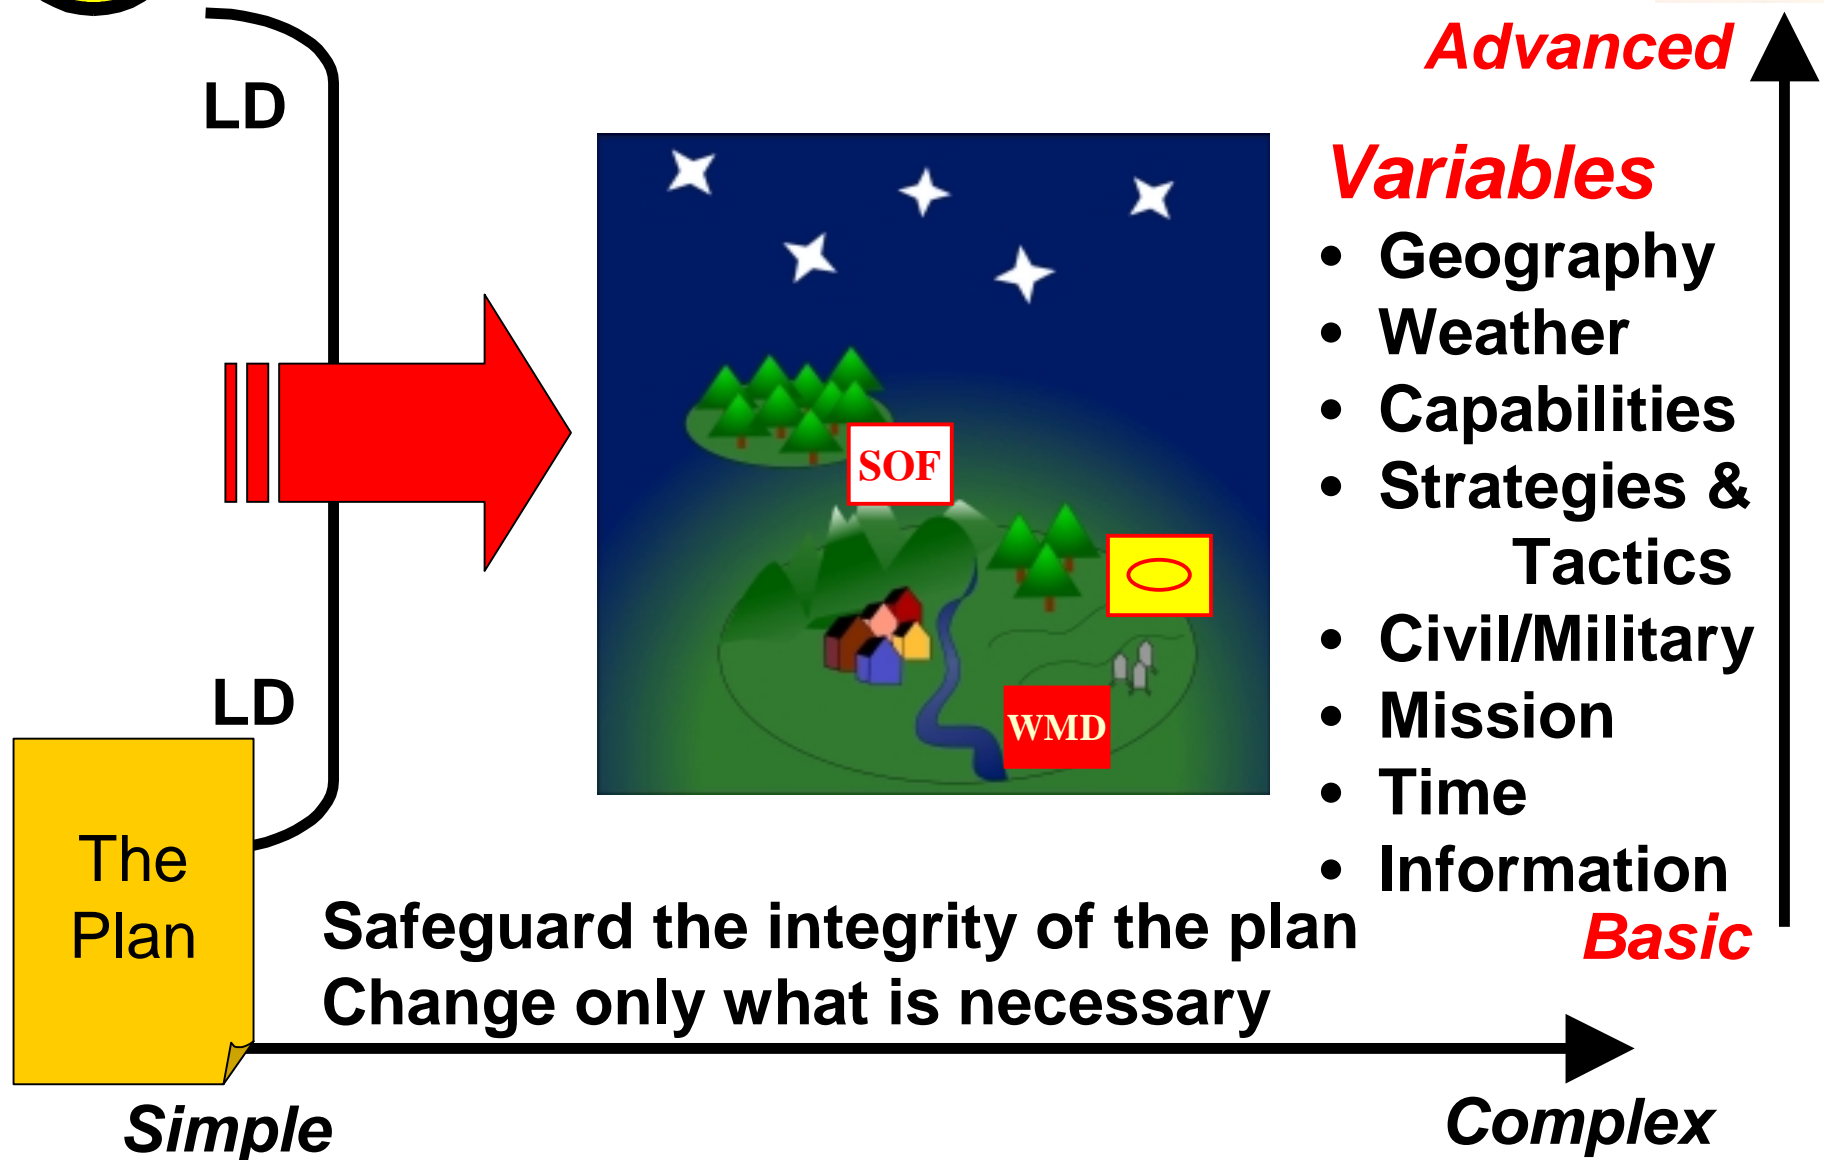 Advanced
LD
Variables
• Geography
• Weather
• Capabilities
• Strategies &
Tactics
• Civil/Military
• Mission
• Time
• Information
Basic
SOF
WMD
LD
The
Plan
Safeguard the integrity of the plan
Change only what is necessary
Simple
Complex